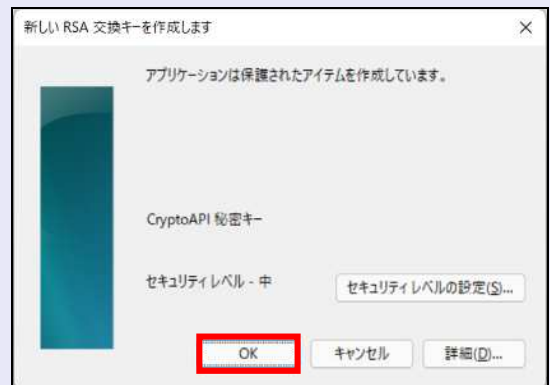 新しい RSA 交換キーを作成します
アプリケーションは保護されたアイテムを作成しています。
CryptoAPI 秘密キー
セキュリティ レベル - 中
セキュリティ レベルの設定(S)...
OK
キャンセル
詳細(D)...